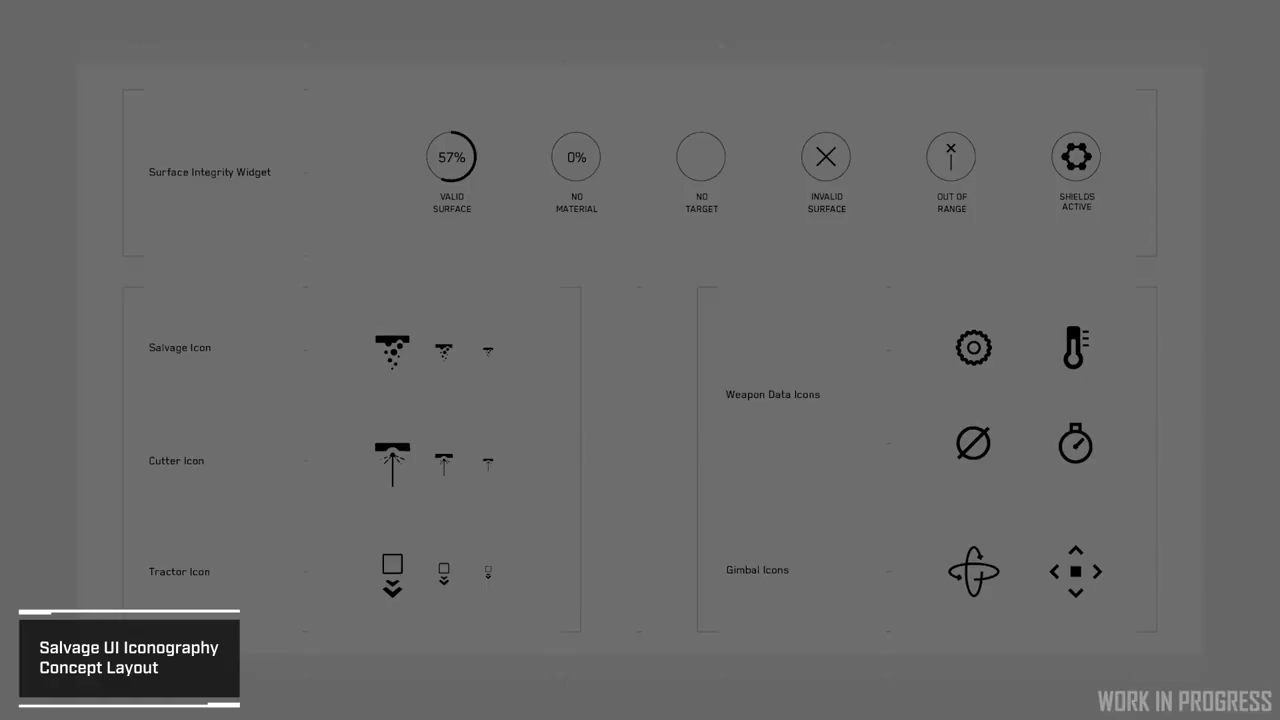 Surface Integrity Widget
57%
0%
VALID
SURFACE
NO
MATERIAL
NO
TARGET
INVALID
SURFACE
OUT OF
RANGE
SHIELDS
ACTIVE
Salvage Icon
Cutter Icon
Tractor Icon
Weapon Data Icons
Gimbal Icons
Salvage UI Iconography
Concept Layout
WORK IN PROGRESS